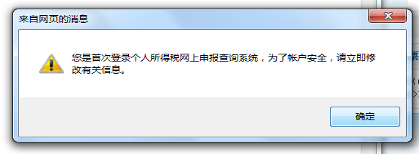 来自网页的消息
您是首次登录个人所得税网上申报查询系统，为了帐户安全，请立即修
改有关信息。
确定